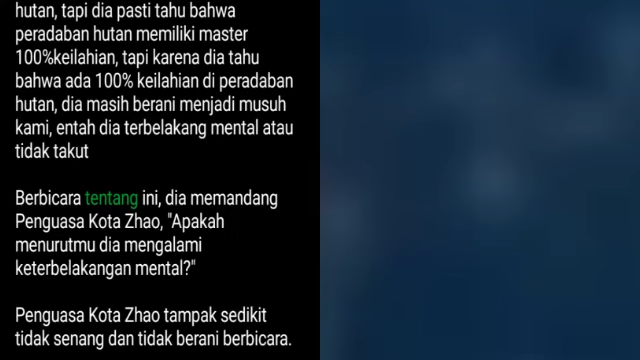 hutan, tapi dia pasti tahu bahwa
peradaban hutan memiliki master
100%keilahian, tapi karena dia tahu
bahwa ada 100% keilahian di peradaban
hutan, dia masih berani menjadi musuh
kami, entah dia terbelakang mental atau
tidak takut
Berbicara tentang ini, dia memandang
Penguasa Kota Zhao, "Apakah
menurutmu dia mengalami
keterbelakangan mental?"
Penguasa Kota Zhao tampak sedikit
tidak senang dan tidak berani berbicara.